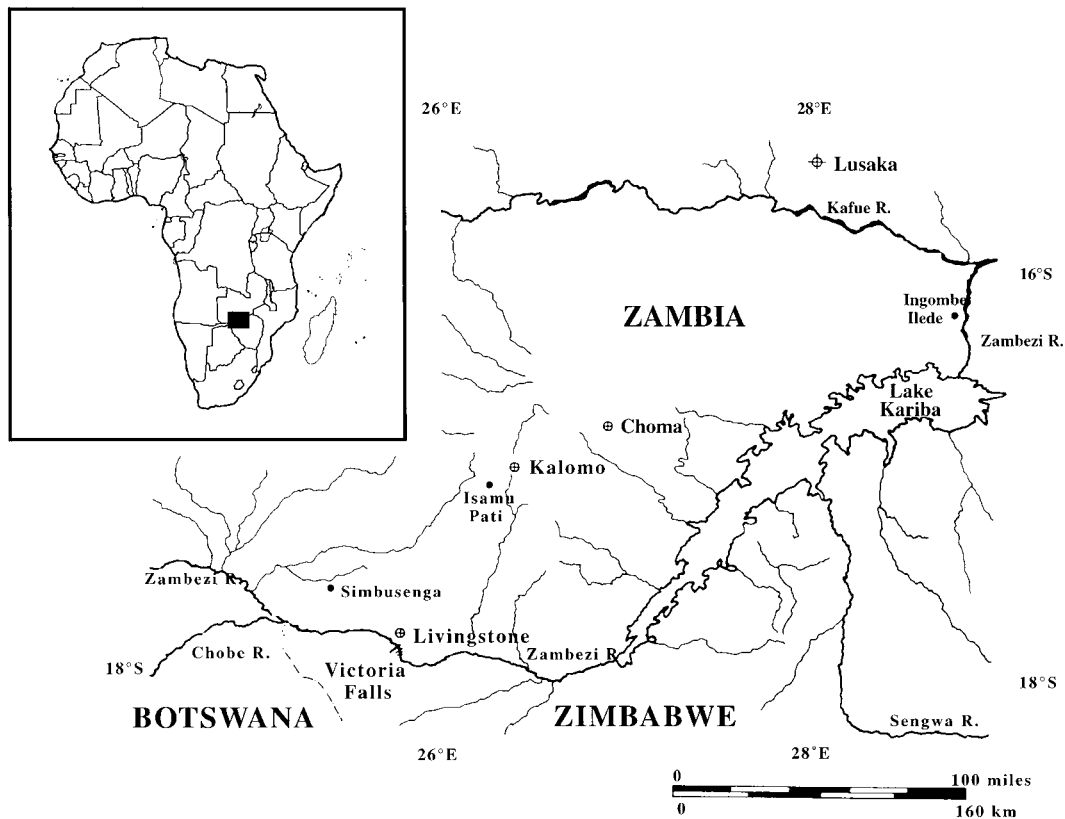 26°E
28°E
Lusaka
Kafue R.
16°S
ZAMBIA
Ingombe
Ilede
Zambezi R.
Lake
Kariba
Choma
Kalomo
Isamu
Pati
Zambezi R.
Simbusenga
Livingstone
Chobe R.
Zambezi R
Victoria
Falls
18°S
18°S
BOTSWANA
ZIMBABWE
Sengwa R.
26°E
28°E
0
100 miles
0
160 km